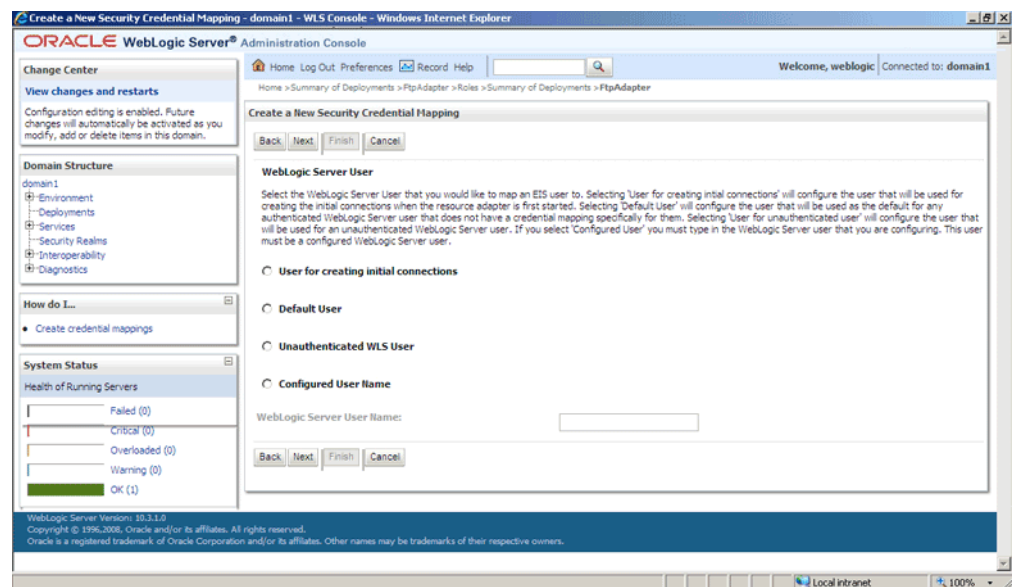 Create a New Security Credential Mapping - domain1 - WLS Console - Windows Internet Explorer
ORACLE WebLogic Server® Administration Console
Change Center
View changes and restarts
Configuration editing is enabled. Future
changes will automatically be activated as you
modify, add or delete items in this domain.
Domain Structure
domain1
Environment
Deployments
Services
Security Realms
Interoperability
Diagnostics
How do I...
Create credential mappings
System Status
Health of Running Servers
Failed (0)
Critical (0)
Overloaded (0)
Warning (0)
OK (1)
Home Log Out Preferences Record Help
Welcome, weblogic Connected to: domain1
Home >Summary of Deployments >FtpAdapter >Roles >Summary of Deployments >FtpAdapter
Create a New Security Credential Mapping
Back Next Finish Cancel
WebLogic Server User
Select the WebLogic Server User that you would like to map an EIS user to. Selecting 'User for creating intial connections' will configure the user that will be used for
creating the initial connections when the resource adapter is first started. Selecting 'Default User' will configure the user that will be used as the default for any
authenticated WebLogic Server user that does not have a credential mapping specifically for them. Selecting 'User for unauthenticated user' will configure the user that
will be used for an unauthenticated WebLogic Server user. If you select 'Configured User' you must type in the WebLogic Server user that you are configuring. This user
must be a configured WebLogic Server user.
User for creating initial connections
Default User
Unauthenticated WLS User
Configured User Name
WebLogic Server User Name:
Back Next Finish Cancel
WebLogic Server Version: 10.3.1.0
Copyright © 1996,2008, Oracle and/or its affiliates. All rights reserved.
Oracle is a registered trademark of Oracle Corporation and/or its affiliates. Other names may be trademarks of their respective owners.
Local intranet
100%